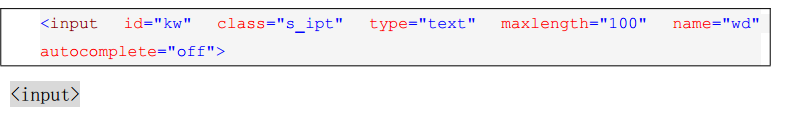 <input id="kw" class="s_ipt" type="text" maxlength="100" name="wd"
autocomplete="off">
<input>